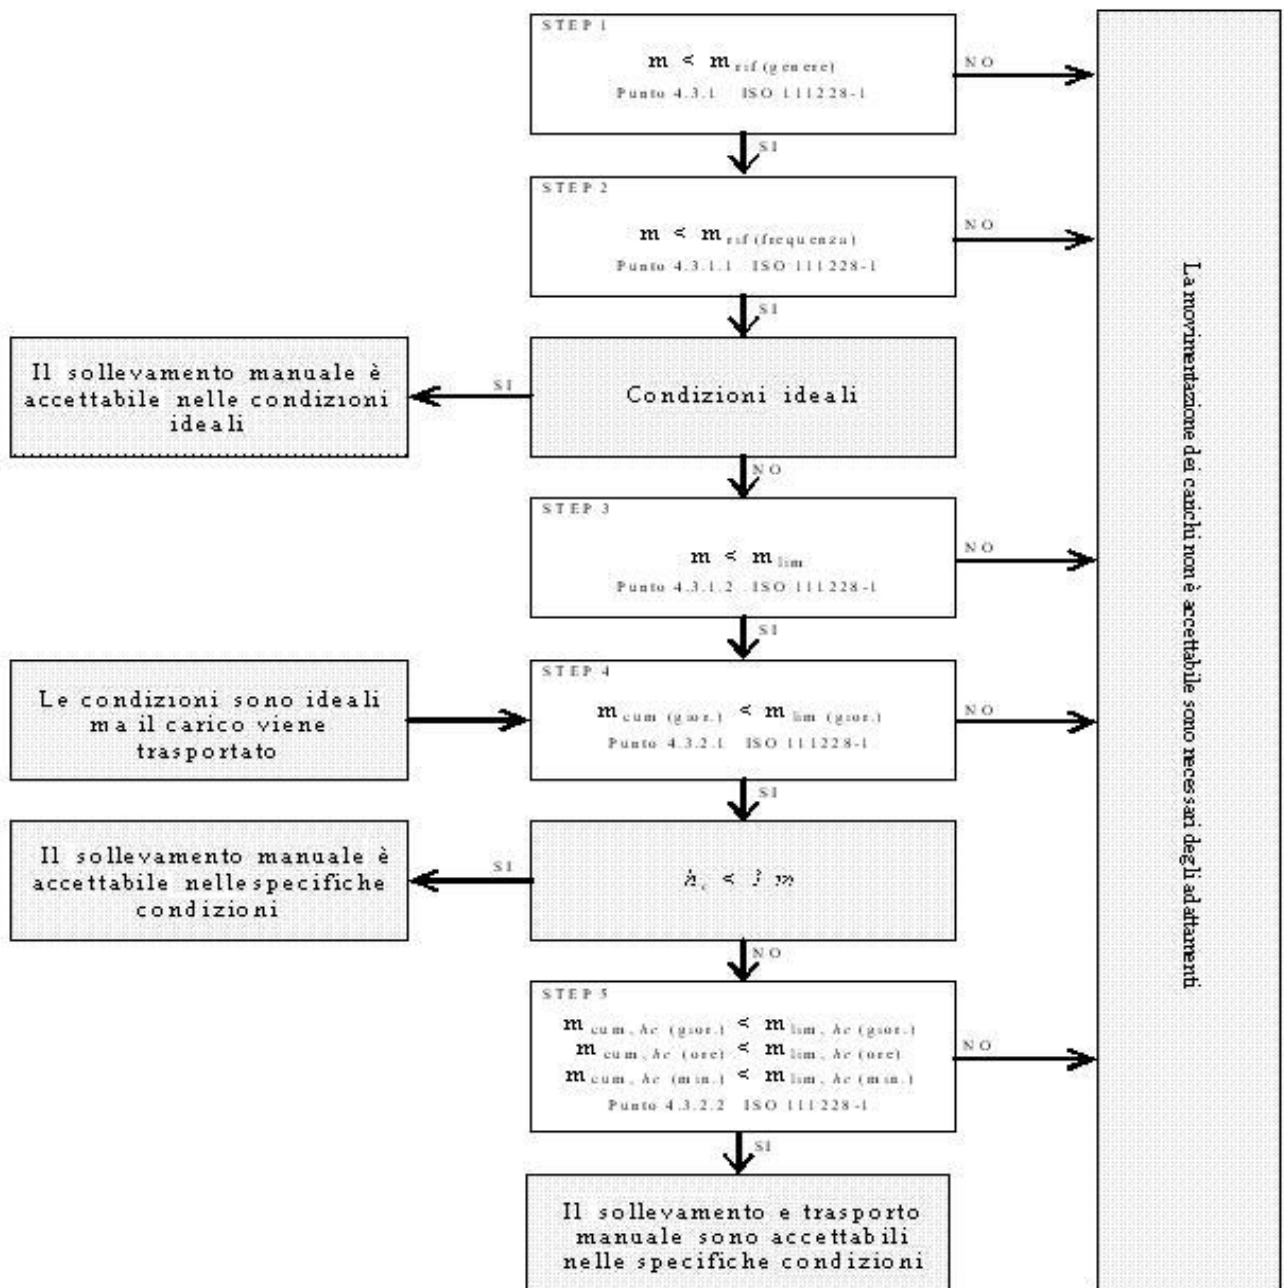 STEP 1
m < m rif (genere)
Punto 4.3.1 ISO 111228-1
NO
SI
STEP 2
m < m rif (frequenza)
Punto 4.3.1.1 ISO 111228-1
NO
SI
Il sollevamento manuale è
accettabile nelle condizioni
ideali
SI
Condizioni ideali
NO
STEP 3
m < m lim
Punto 4.3.1.2 ISO 111228-1
NO
SI
Le condizioni sono ideali
ma il carico viene
trasportato
STEP 4
m cum (gior.) < m lim (gior.)
Punto 4.3.2.1 ISO 111228-1
NO
SI
Il sollevamento manuale è
accettabile nelle specifiche
condizioni
SI
h c < 1 m
NO
STEP 5
m cum, hc (gior.) < m lim, hc (gior.)
m cum, hc (ore) < m lim, hc (ore)
m cum, hc (min.) < m lim, hc (min.)
Punto 4.3.2.2 ISO 111228-1
NO
SI
Il sollevamento e trasporto
manuale sono accettabili
nelle specifiche condizioni
La movimentazione dei carichi non è accettabile sono necessari degli adattamenti